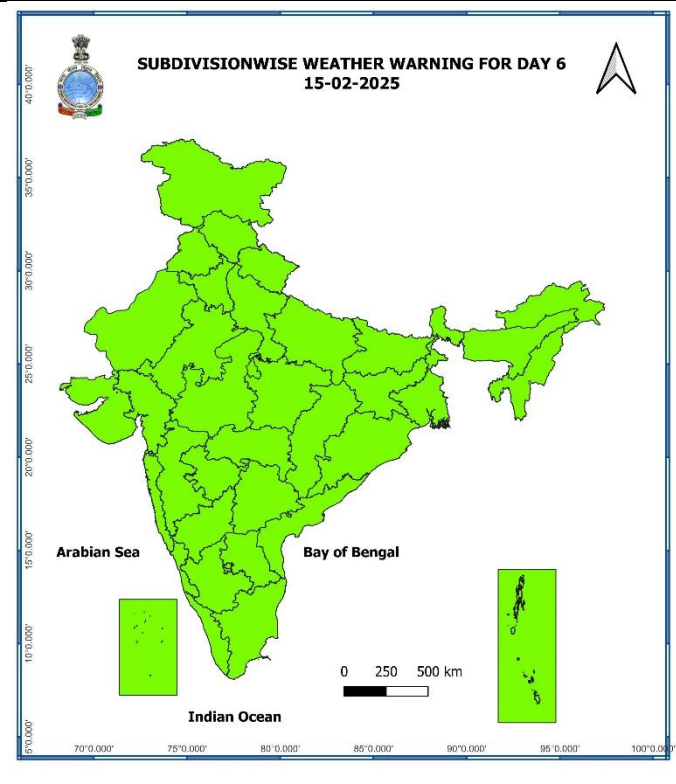 SUBDIVISIONWISE WEATHER WARNING FOR DAY 6
15-02-2025
40°0.000'
35°0.000'
30°0.000'
25°0.000'
20°0.000'
15°0.000'
10°0.000'
5°0.000'
Arabian Sea
Bay of Bengal
0 250 500 km
Indian Ocean
70°0.000' 75°0.000' 80°0.000' 85°0.000' 90°0.000' 95°0.000' 100°0.000'